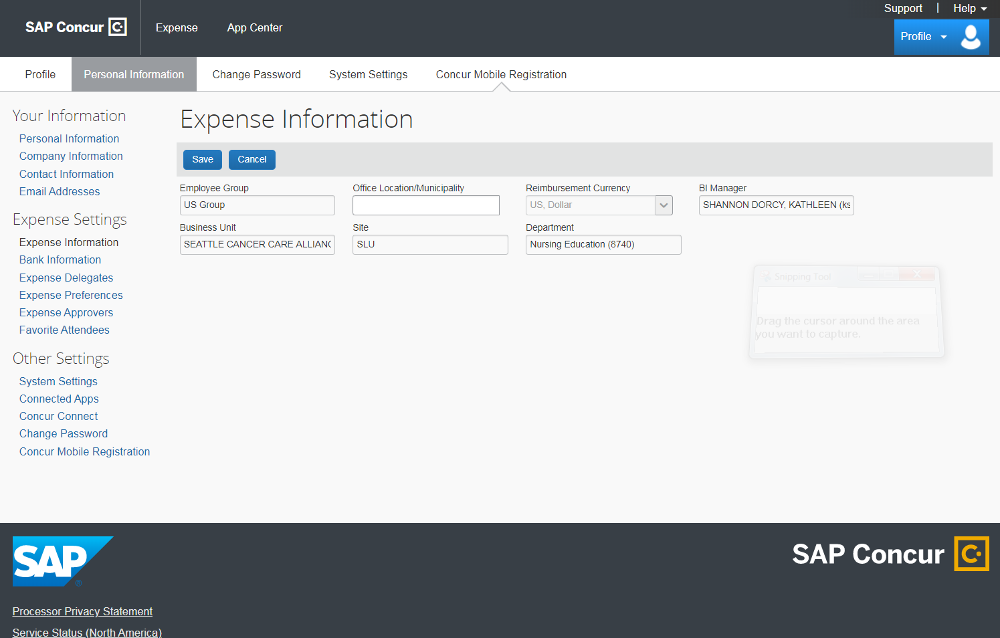 Support | Help
SAP Concur C. Expense App Center
Profile
Profile Personal Information Change Password System Settings Concur Mobile Registration
Your Information
Personal Information
Company Information
Contact Information
Email Addresses
Expense Settings
Expense Information
Bank Information
Expense Delegates
Expense Preferences
Expense Approvers
Favorite Attendees
Other Settings
System Settings
Connected Apps
Concur Connect
Change Password
Concur Mobile Registration
Expense Information
Save Cancel
Employee Group Office Location/Municipality Reimbursement Currency BI Manager
US Group US, Dollar SHANNON DORCY, KATHLEEN (ks
Business Unit Site Department
SEATTLE CANCER CARE ALLIANC SLU Nursing Education (8740)
Snipping Tool
Drag the cursor around the area
you want to capture.
SAP ®
SAP Concur C.
Processor Privacy Statement
Service Status (North America)